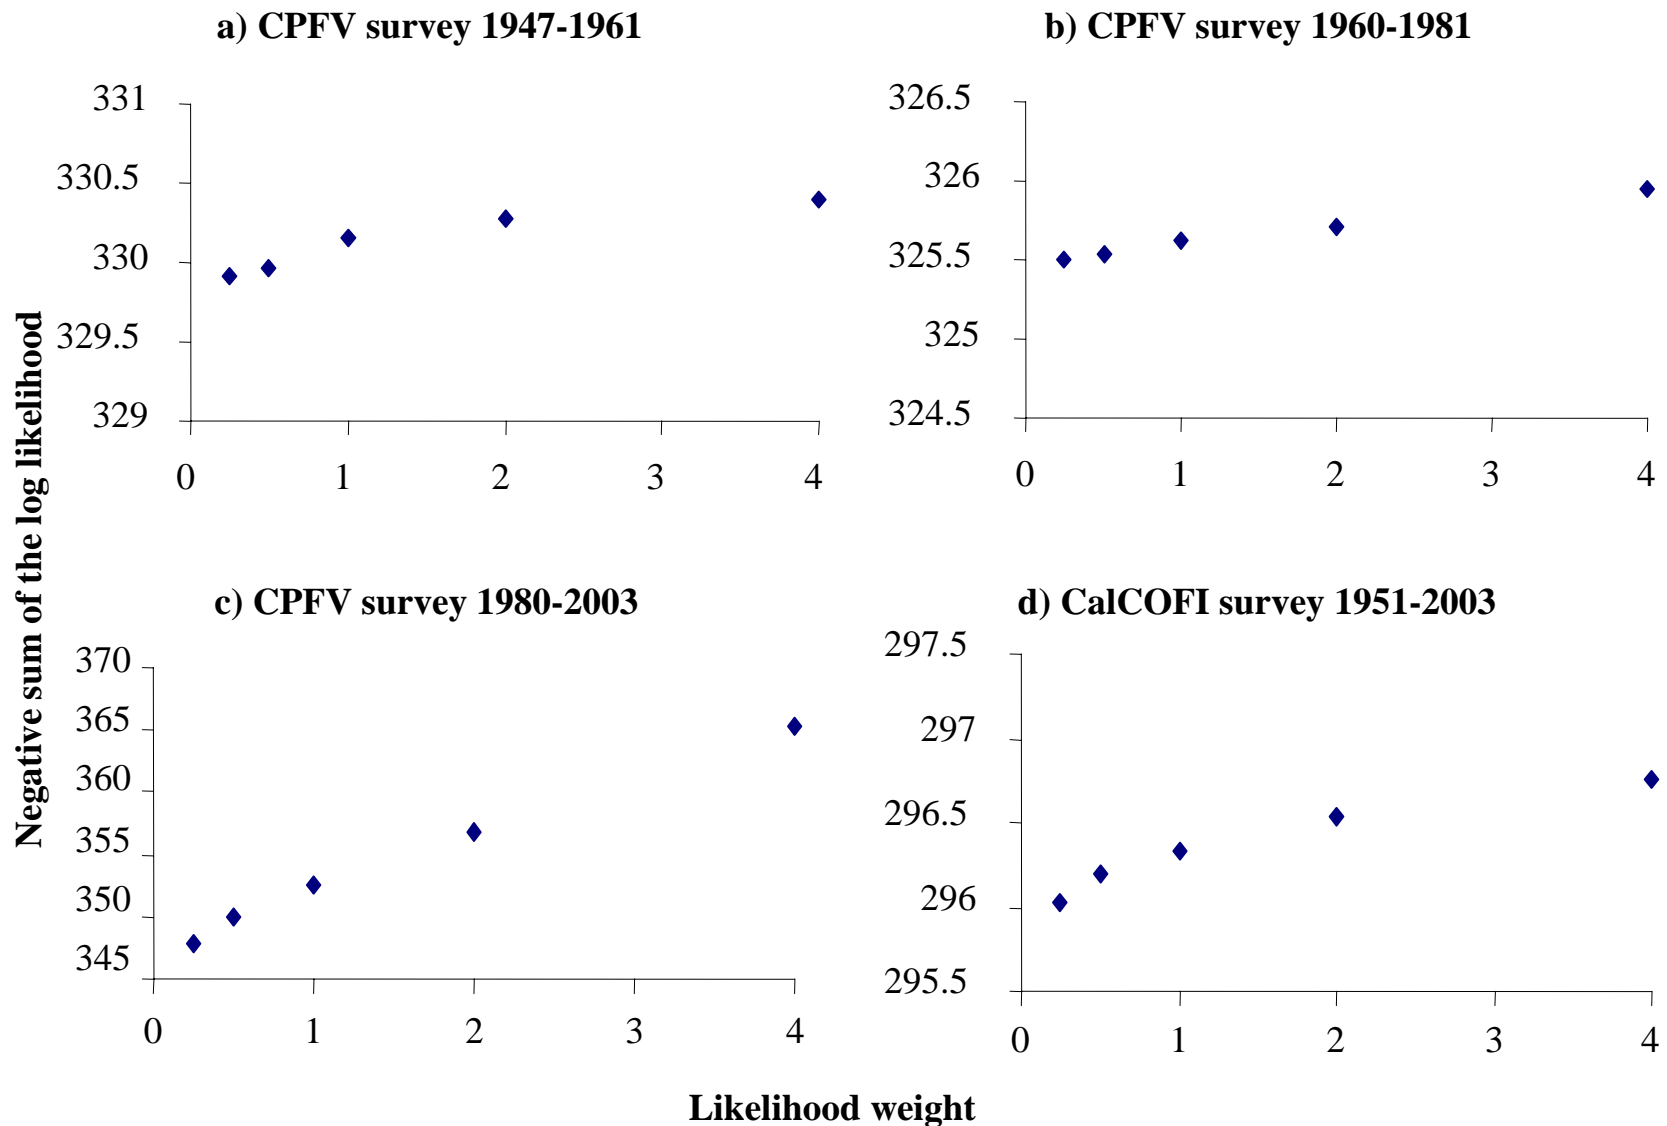 a) CPFV survey 1947-1961
331
330.5
330
329.5
329
0 1 2 3 4
b) CPFV survey 1960-1981
326.5
326
325.5
325
324.5
0 1 2 3 4
Negative sum of the log likelihood
c) CPFV survey 1980-2003
370
365
360
355
350
345
0 1 2 3 4
d) CalCOFI survey 1951-2003
297.5
297
296.5
296
295.5
0 1 2 3 4
Likelihood weight